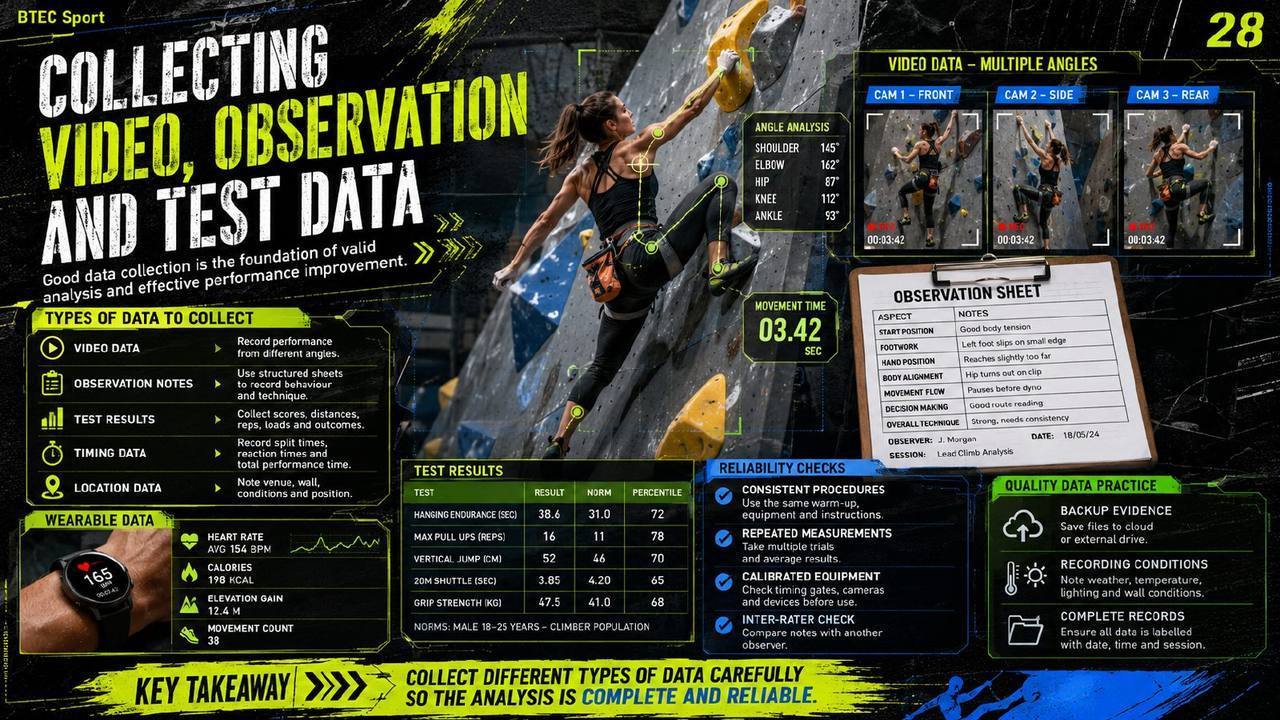 BTEC Sport
28
COLLECTING
VIDEO, OBSERVATION
AND TEST DATA
Good data collection is the foundation of valid
analysis and effective performance improvement.
TYPES OF DATA TO COLLECT
VIDEO DATA
Record performance
from different angles.
OBSERVATION NOTES
Use structured sheets
to record behaviour
and technique.
TEST RESULTS
Collect scores, distances,
reps, loads and outcomes.
TIMING DATA
Record split times,
reaction times and
total performance time.
LOCATION DATA
Note venue, wall,
conditions and position.
WEARABLE DATA
165
BPM
00:03:42
HEART RATE
AVG 154 BPM
CALORIES
198 KCAL
ELEVATION GAIN
12.4 M
MOVEMENT COUNT
38
ANGLE ANALYSIS
SHOULDER 145°
ELBOW 162°
HIP 87°
KNEE 112°
ANKLE 93°
MOVEMENT TIME
03.42
SEC
VIDEO DATA – MULTIPLE ANGLES
CAM 1 – FRONT CAM 2 – SIDE CAM 3 – REAR
REC REC REC
00:03:42 00:03:42 00:03:42
OBSERVATION SHEET
ASPECT NOTES
START POSITION Good body tension
FOOTWORK Left foot slips on small edge
HAND POSITION Reaches slightly too far
BODY ALIGNMENT Hip turns out on clip
MOVEMENT FLOW Pauses before dyno
DECISION MAKING Good route reading
OVERALL TECHNIQUE Strong, needs consistency
OBSERVER: J. Morgan DATE: 18/05/24
SESSION: Lead Climb Analysis
TEST RESULTS
TEST RESULT NORM PERCENTILE
HANGING ENDURANCE (SEC) 38.6 31.0 72
MAX PULL UPS (REPS) 16 11 78
VERTICAL JUMP (CM) 52 46 70
20M SHUTTLE (SEC) 3.85 4.20 65
GRIP STRENGTH (KG) 47.5 41.0 68
NORMS: MALE 18–25 YEARS – CLIMBER POPULATION
RELIABILITY CHECKS
CONSISTENT PROCEDURES
Use the same warm-up,
equipment and instructions.
REPEATED MEASUREMENTS
Take multiple trials
and average results.
CALIBRATED EQUIPMENT
Check timing gates, cameras
and devices before use.
INTER-RATER CHECK
Compare notes with another
observer.
QUALITY DATA PRACTICE
BACKUP EVIDENCE
Save files to cloud
or external drive.
RECORDING CONDITIONS
Note weather, temperature,
lighting and wall conditions.
COMPLETE RECORDS
Ensure all data is labelled
with date, time and session.
KEY TAKEAWAY
COLLECT DIFFERENT TYPES OF DATA CAREFULLY
SO THE ANALYSIS IS COMPLETE AND RELIABLE.